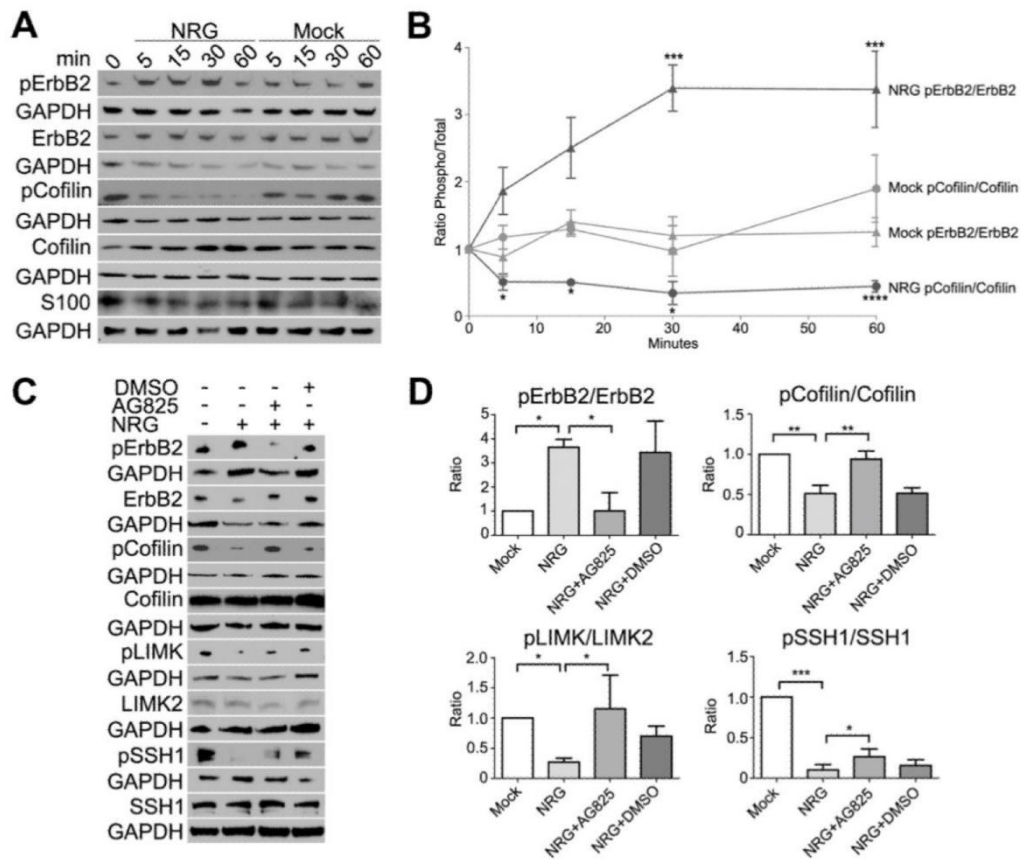 A
NRG Mock
min 0 5 15 30 60 5 15 30 60
pErbB2
GAPDH
ErbB2
GAPDH
pCofilin
GAPDH
Cofilin
GAPDH
S100
GAPDH
B
Ratio Phospho/Total
4
3
2
1
0
0 10 20 30 40 50 60
Minutes
*** ***
* * * ****
NRG pErbB2/ErbB2
Mock pCofilin/Cofilin
Mock pErbB2/ErbB2
NRG pCofilin/Cofilin
C
DMSO - - - +
AG825 - - + -
NRG - + + +
pErbB2
GAPDH
ErbB2
GAPDH
pCofilin
GAPDH
Cofilin
GAPDH
pLIMK
GAPDH
LIMK2
GAPDH
pSSH1
GAPDH
SSH1
GAPDH
D
pErbB2/ErbB2
Ratio
5
4
3
2
1
0
* *
Mock NRG NRG+AG825 NRG+DMSO
pCofilin/Cofilin
Ratio
1.5
1.0
0.5
0
** **
Mock NRG NRG+AG825 NRG+DMSO
pLIMK/LIMK2
Ratio
2.0
1.5
1.0
0.5
0
* *
Mock NRG NRG+AG825 NRG+DMSO
pSSH1/SSH1
Ratio
1.5
1.0
0.5
0
*** *
Mock NRG NRG+AG825 NRG+DMSO